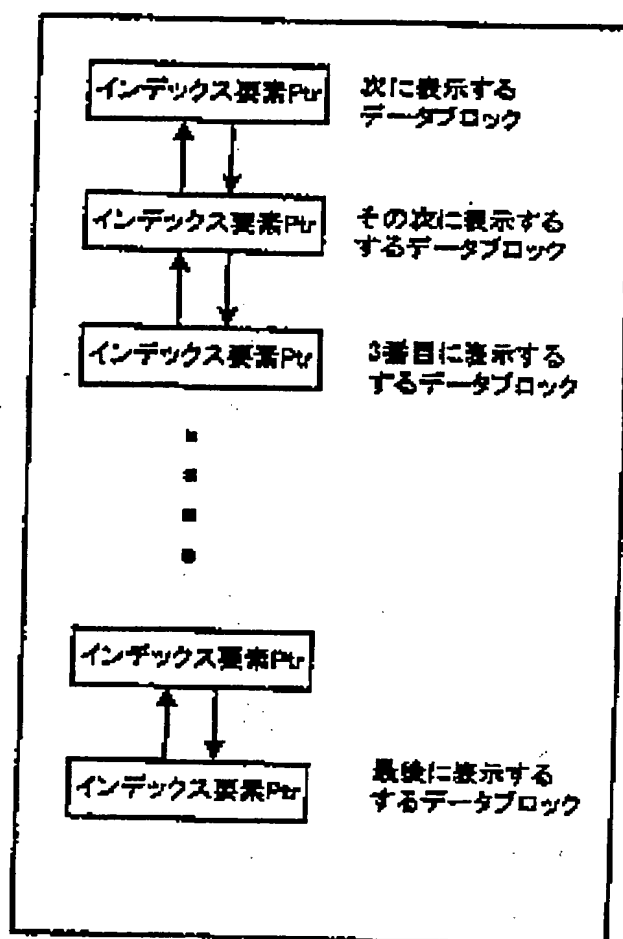 インデックス要素Ptr
次に表示する
データブロック
インデックス要素Ptr
その次に表示する
するデータブロック
インデックス要素Ptr
3番目に表示する
するデータブロック
インデックス要素Ptr
インデックス要素Ptr
最後に表示する
するデータブロック